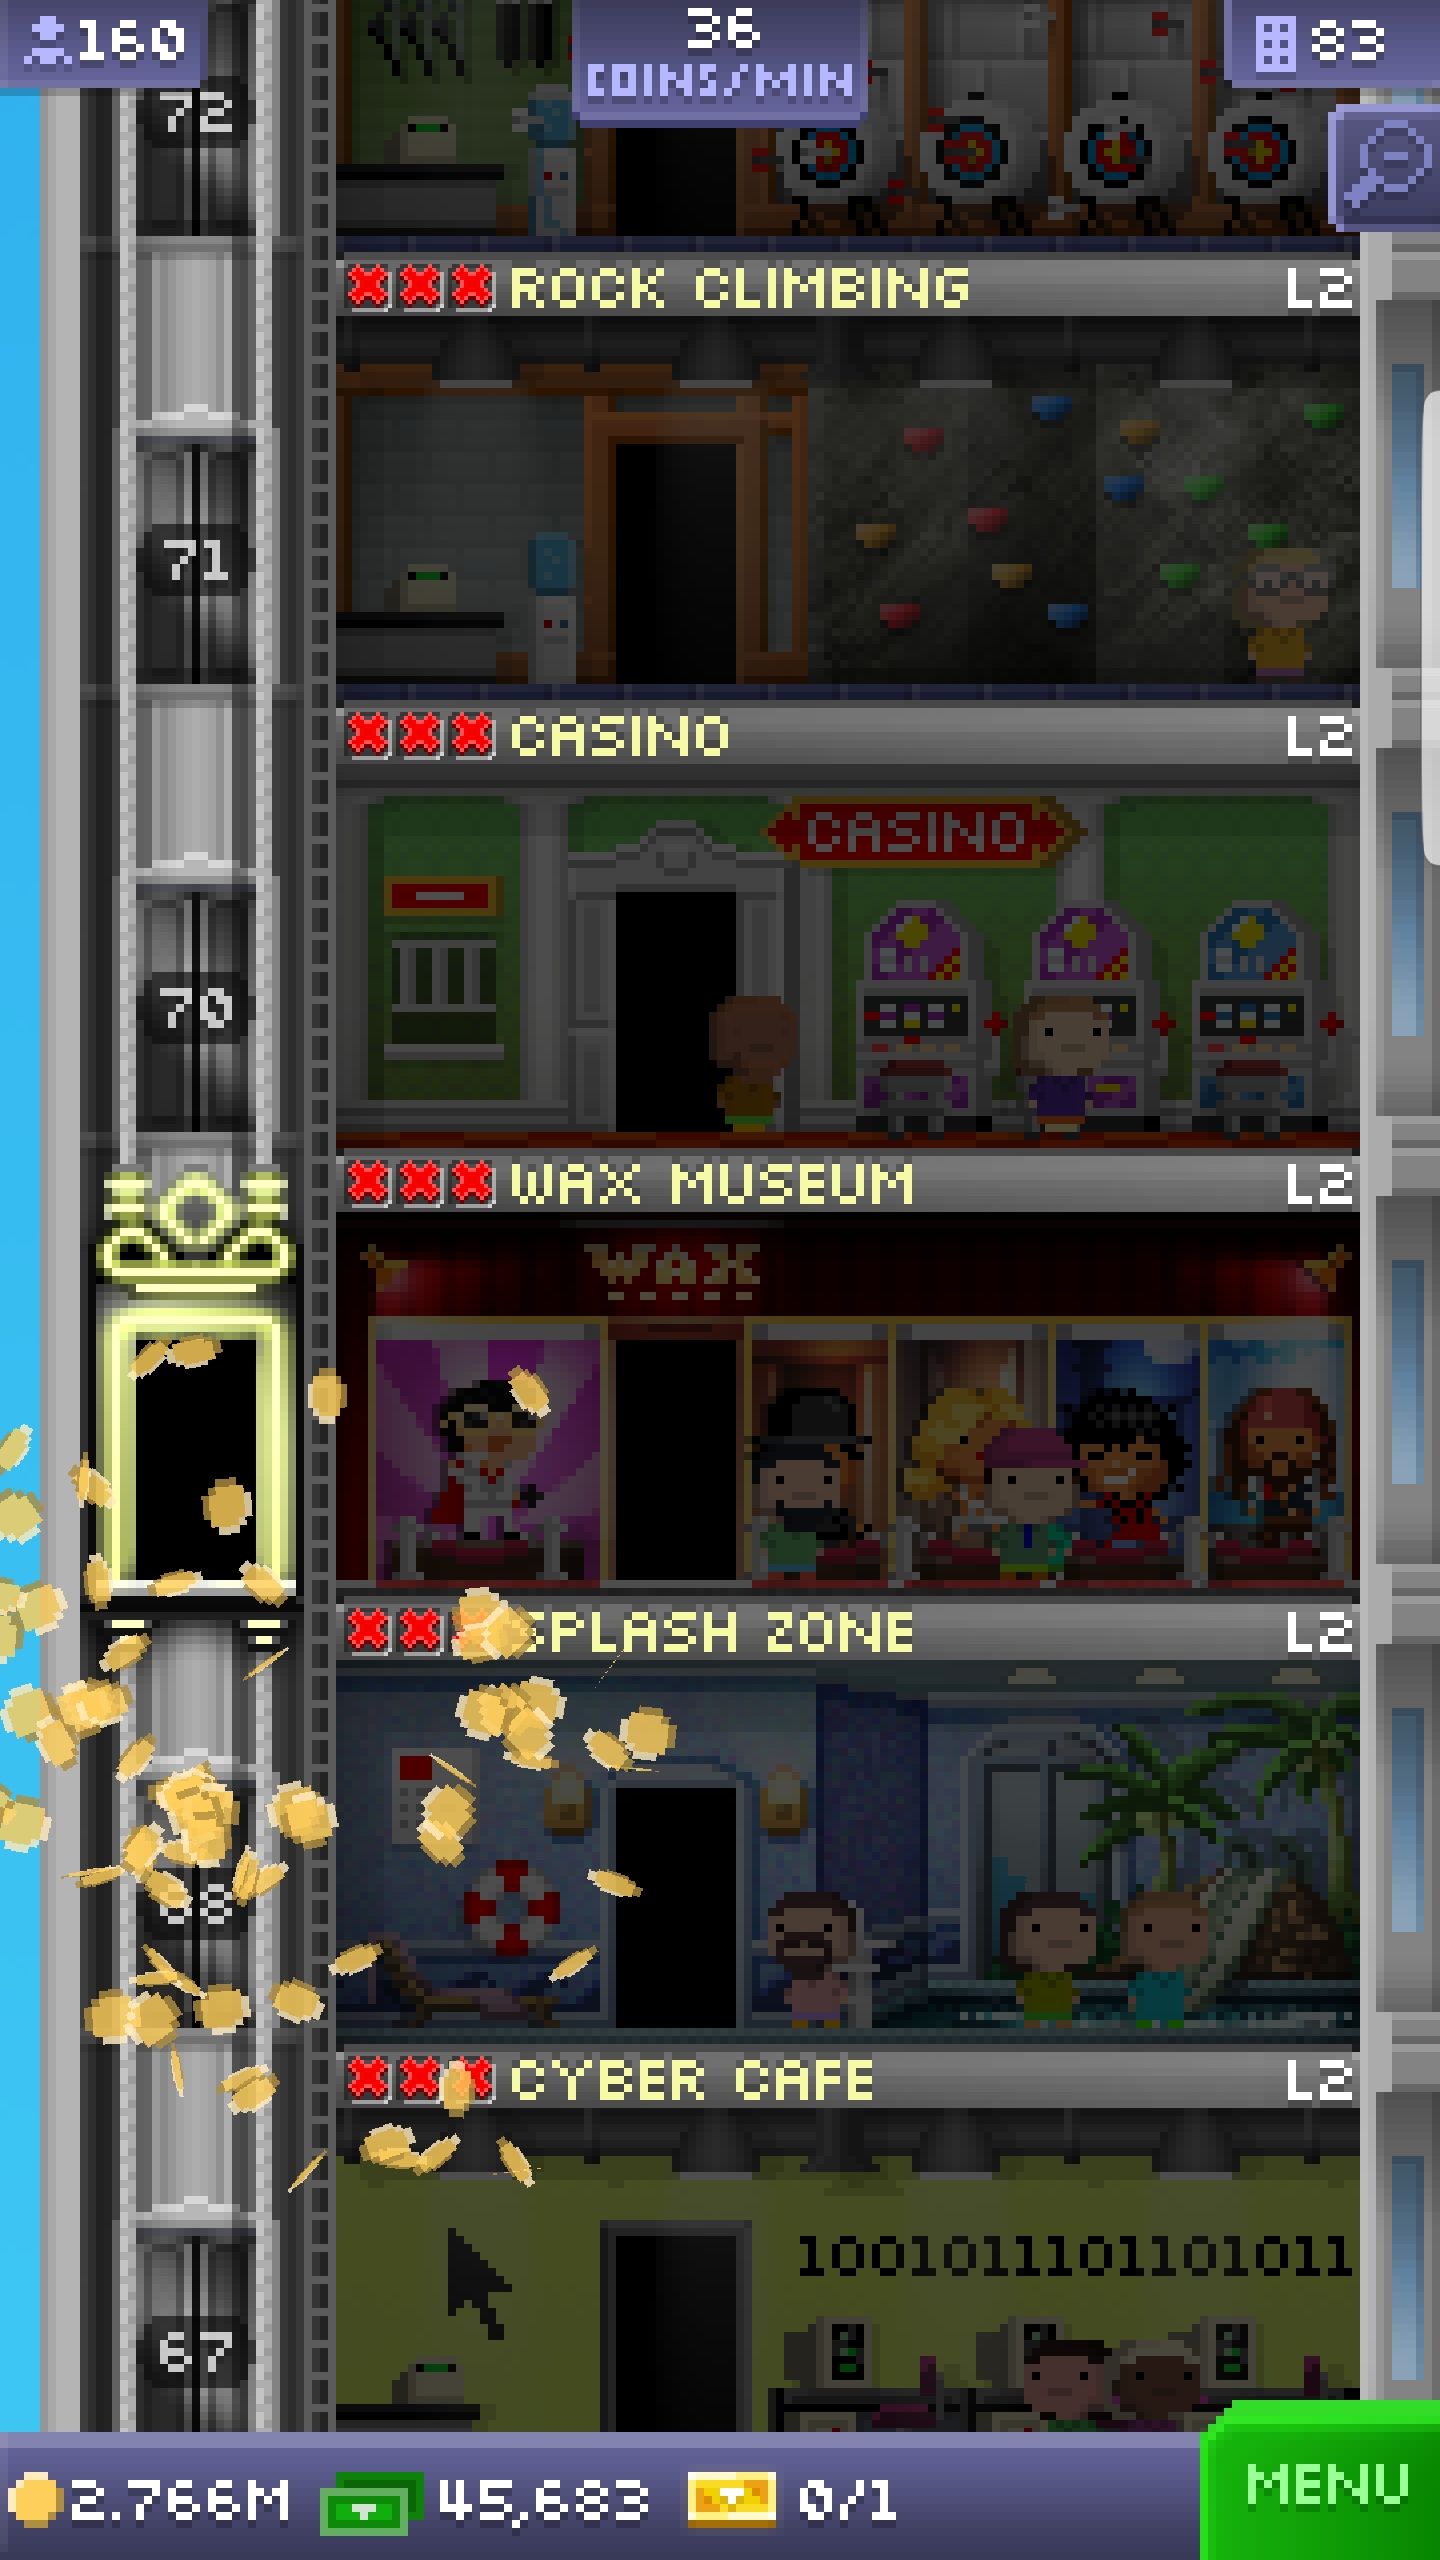 160
36
COINS/MIN
83
72
ROCK CLIMBING L2
71
CASINO L2
CASINO
70
WAX MUSEUM L2
WAX
SPLASH ZONE L2
68
CYBER CAFE L2
1001011101101011
67
2.766M 45,683 0/1
MENU